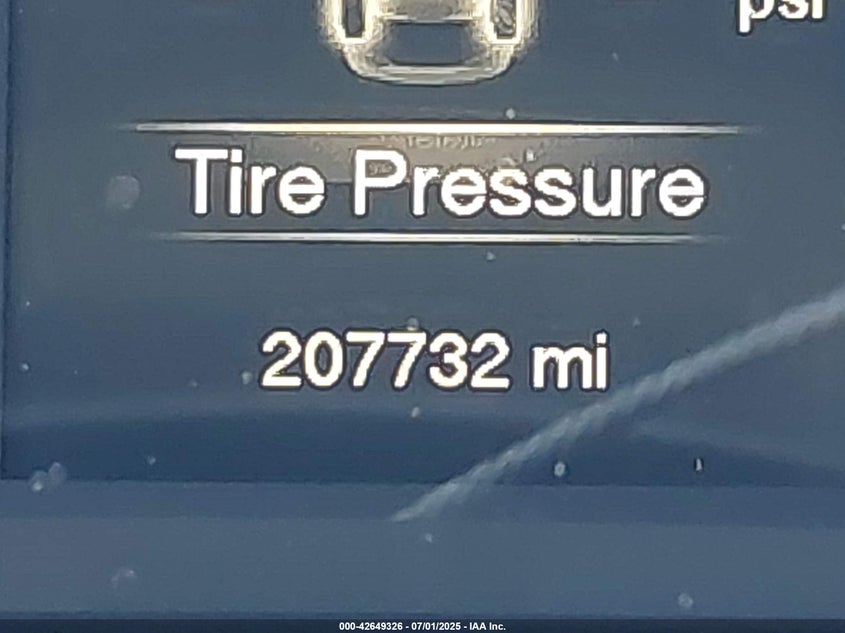 psi
Tire Pressure
207732 mi
000-42649326 - 07/01/2025 - IAA Inc.